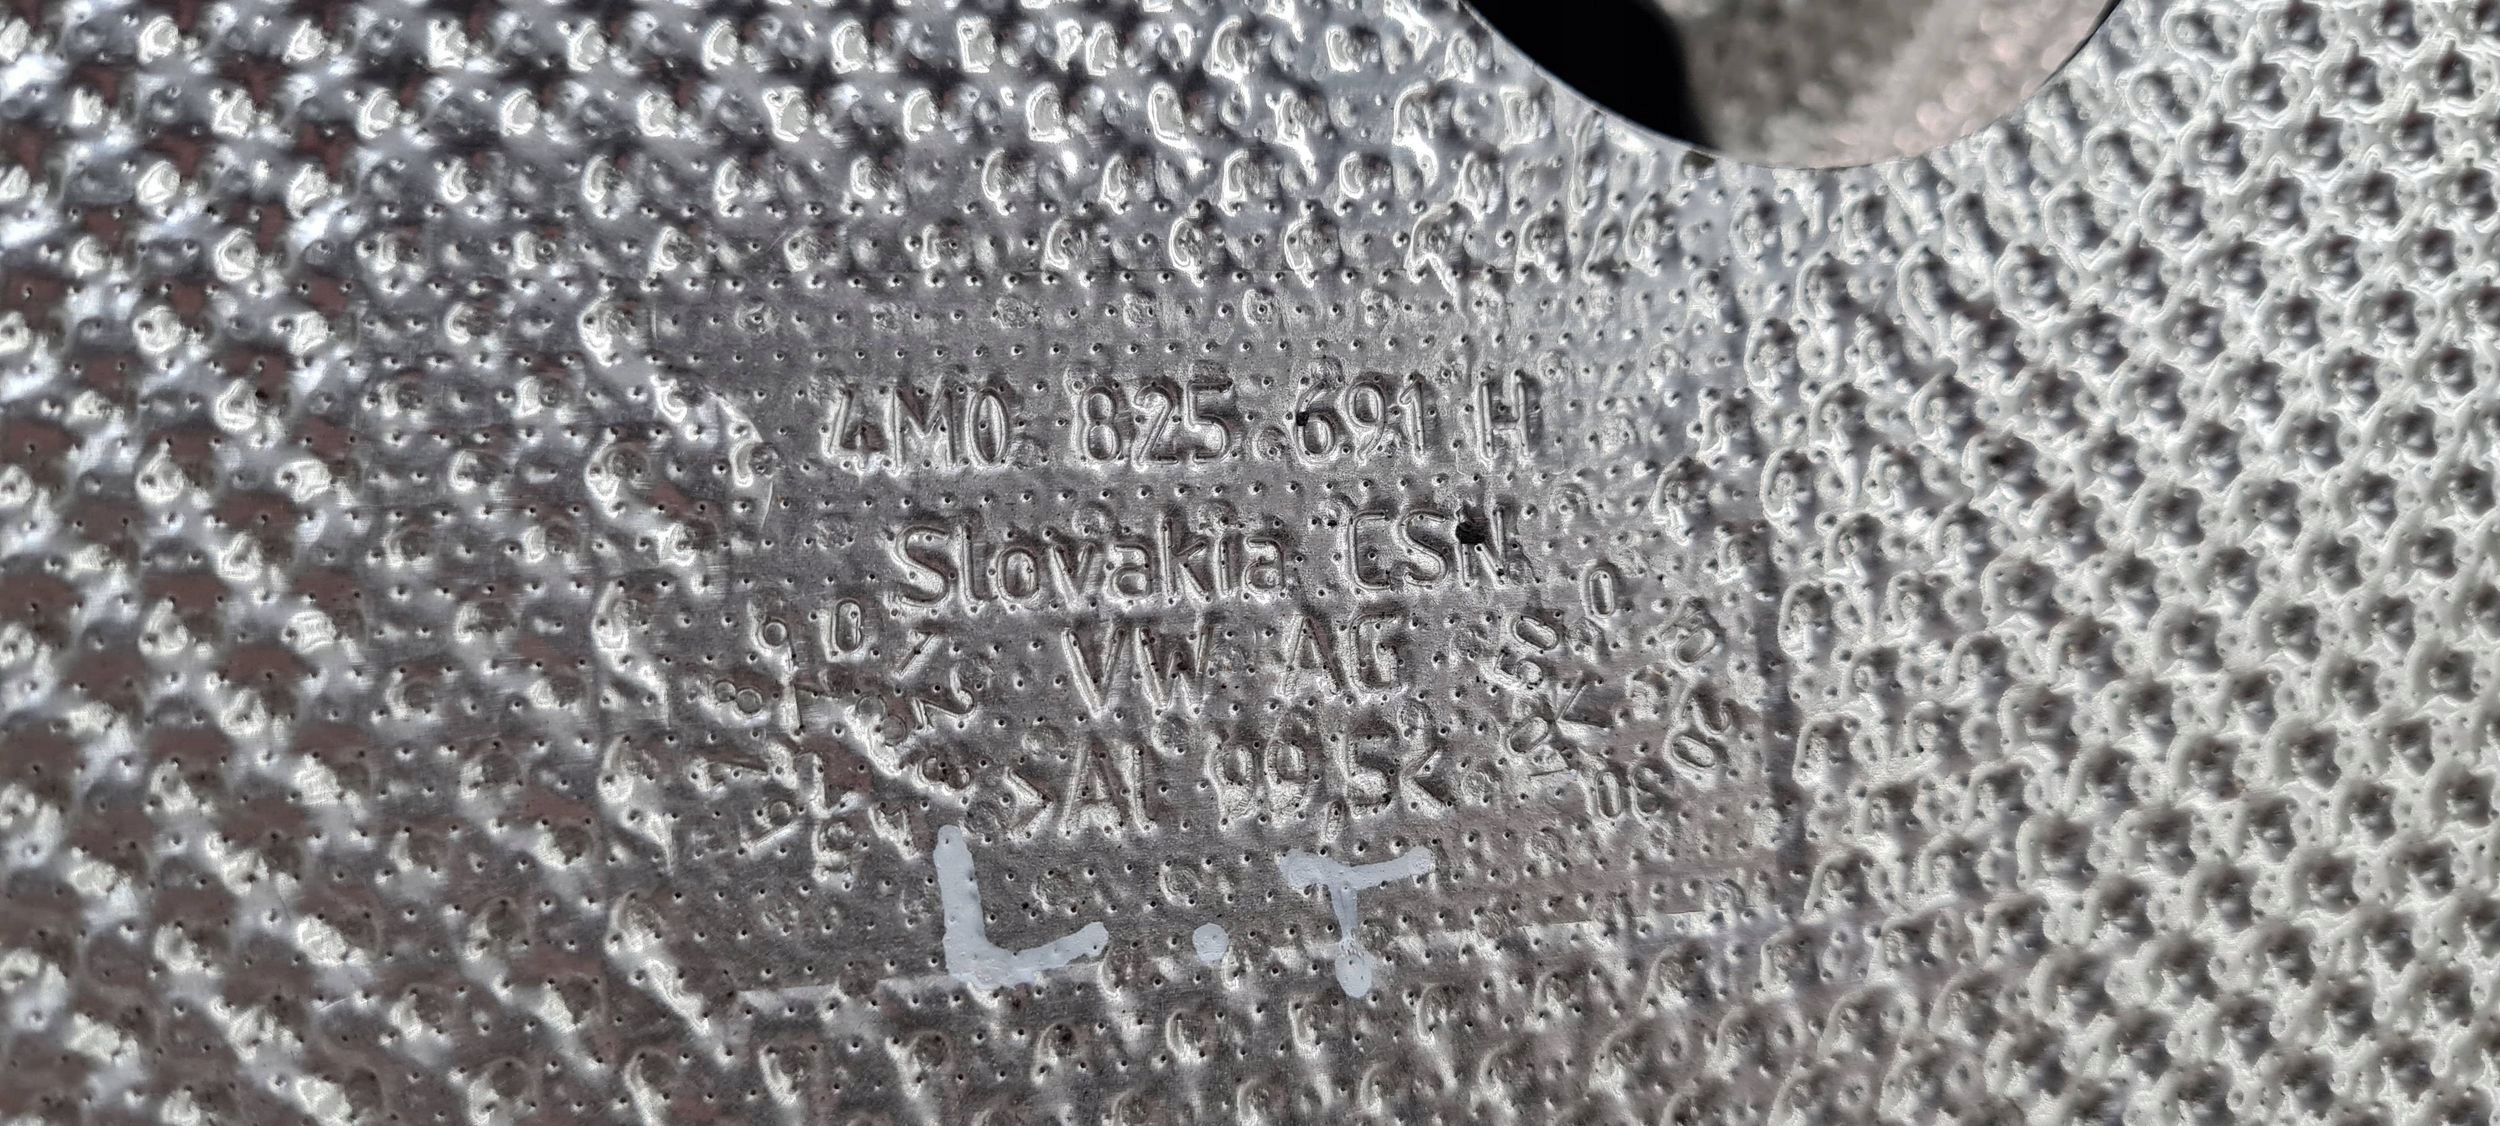 4M0 825 691 H
Slovakia CSN
VW AG
>Al 99,5<
L.T